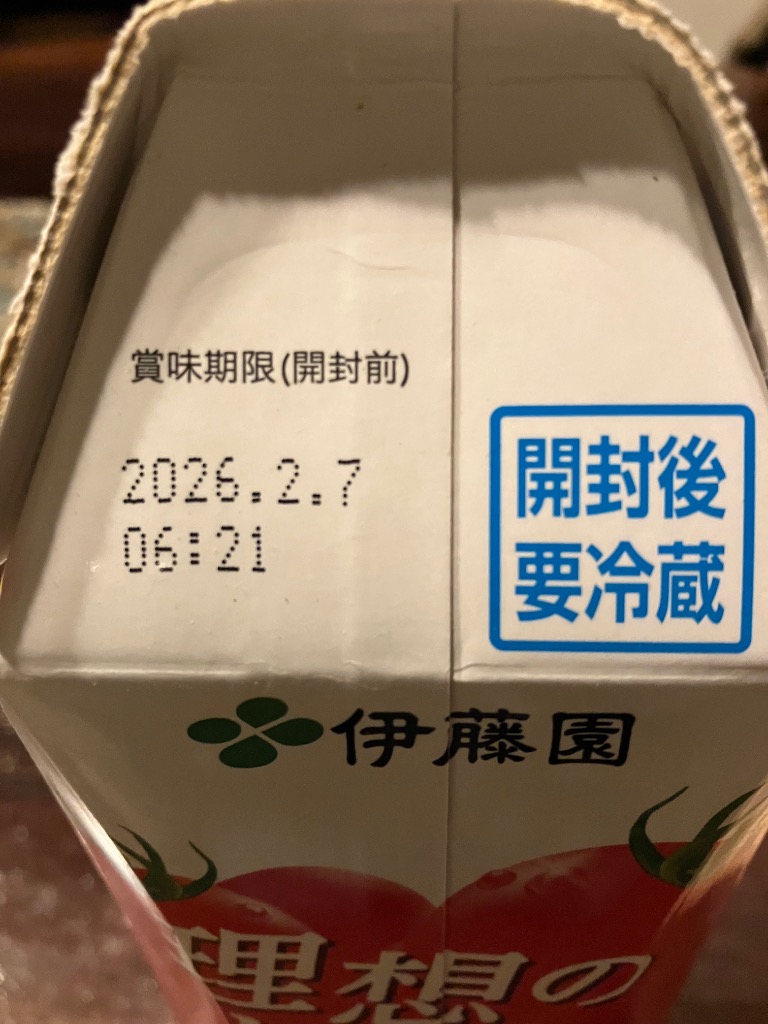 賞味期限(開封前)
2026.2.7
06:21
開封後
要冷蔵
伊藤園
理想の